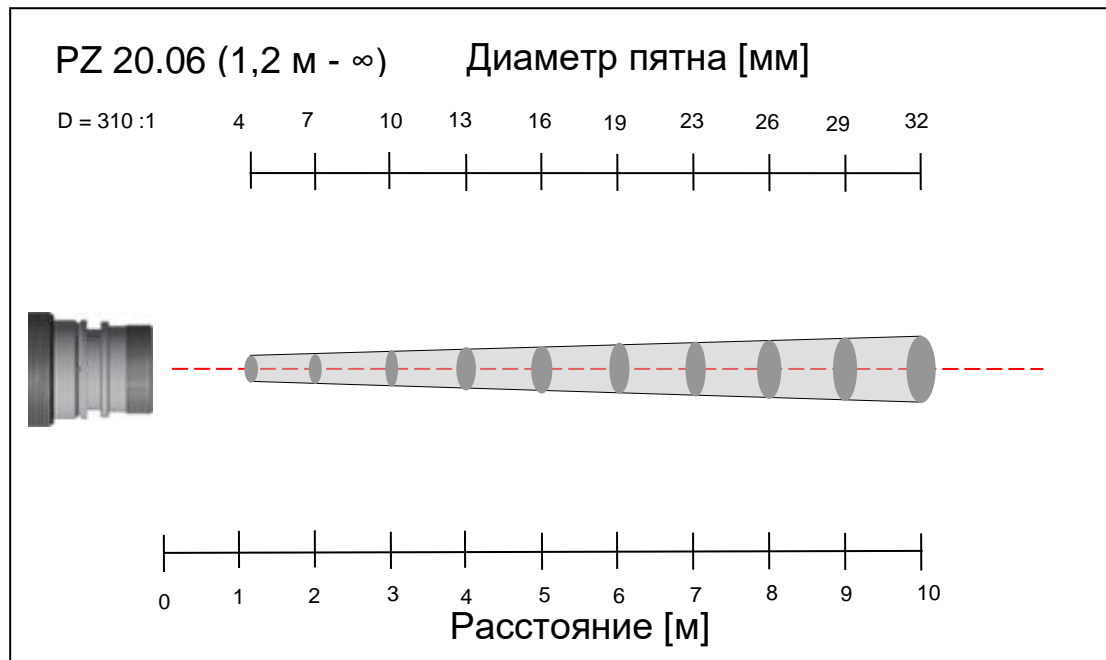 PZ 20.06 (1,2 м - ∞) Диаметр пятна [мм]
D = 310 :1 4 7 10 13 16 19 23 26 29 32
0 1 2 3 4 5 6 7 8 9 10
Расстояние [м]